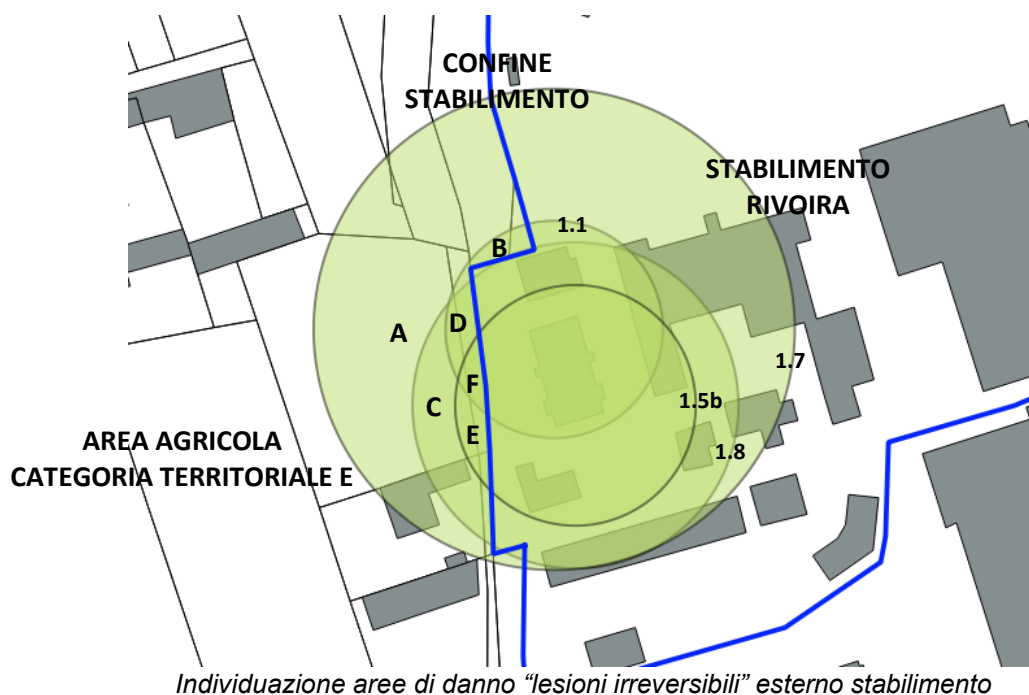 CONFINE
STABILIMENTO
STABILIMENTO
RIVOIRA
1.1
B
D
A
1.7
F
C
1.5b
E
1.8
AREA AGRICOLA
CATEGORIA TERRITORIALE E
Individuazione aree di danno “lesioni irreversibili” esterno stabilimento